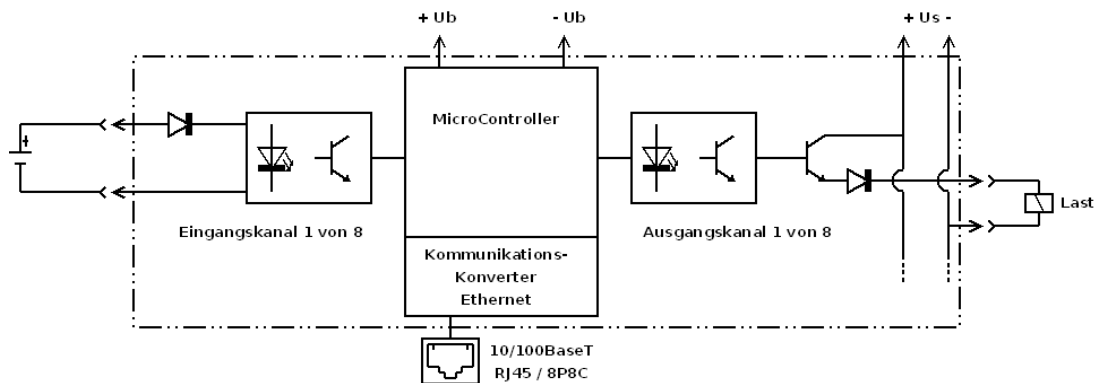 + Ub
- Ub
+ Us -
+
MicroController
Eingangskanal 1 von 8
Ausgangskanal 1 von 8
Last
Kommunikations-
Konverter
Ethernet
10/100BaseT
RJ45 / 8P8C